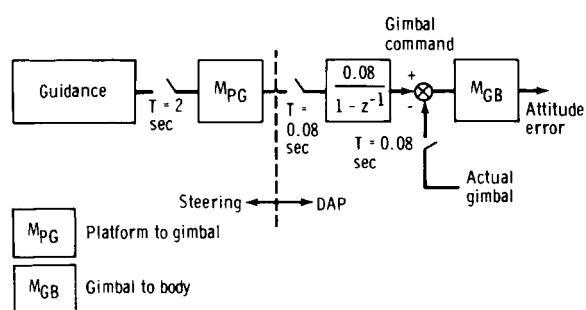 Gimbal
command
Guidance
T = 2
sec
M_PG
T =
0.08
sec
0.08
1 - z^-1
+
-
M_GB
Attitude
error
T = 0.08
sec
Actual
gimbal
Steering
DAP
M_PG Platform to gimbal
M_GB Gimbal to body